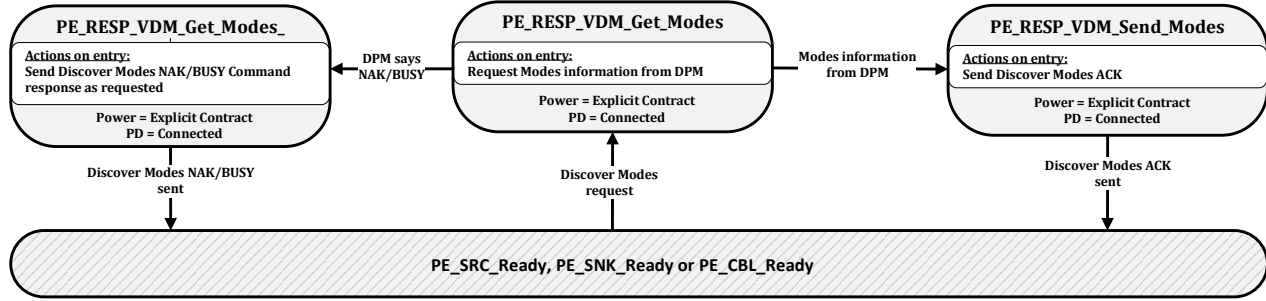 PE_RESP_VDM_Get_Modes_
Actions on entry:
Send Discover Modes NAK/BUSY Command
response as requested
Power = Explicit Contract
PD = Connected
DPM says
NAK/BUSY
PE_RESP_VDM_Get_Modes
Actions on entry:
Request Modes information from DPM
Power = Explicit Contract
PD = Connected
Modes information
from DPM
PE_RESP_VDM_Send_Modes
Actions on entry:
Send Discover Modes ACK
Power = Explicit Contract
PD = Connected
Discover Modes NAK/BUSY
sent
Discover Modes
request
Discover Modes ACK
sent
PE_SRC_Ready, PE_SNK_Ready or PE_CBL_Ready